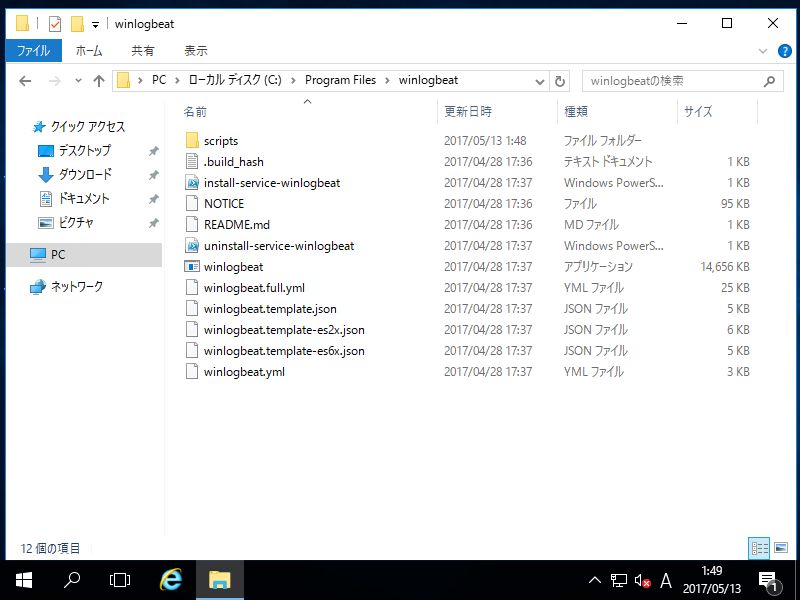 winlogbeat
ファイル ホーム 共有 表示
PC ローカル ディスク (C:) Program Files winlogbeat winlogbeatの検索
名前 更新日時 種類 サイズ
クイック アクセス
デスクトップ
ダウンロード
ドキュメント
ピクチャ
PC
ネットワーク
scripts 2017/05/13 1:48 ファイル フォルダー
.build_hash 2017/04/28 17:36 テキスト ドキュメント 1 KB
install-service-winlogbeat 2017/04/28 17:37 Windows PowerS... 1 KB
NOTICE 2017/04/28 17:36 ファイル 95 KB
README.md 2017/04/28 17:36 MD ファイル 1 KB
uninstall-service-winlogbeat 2017/04/28 17:37 Windows PowerS... 1 KB
winlogbeat 2017/04/28 17:37 アプリケーション 14,656 KB
winlogbeat.full.yml 2017/04/28 17:37 YML ファイル 25 KB
winlogbeat.template.json 2017/04/28 17:37 JSON ファイル 5 KB
winlogbeat.template-es2x.json 2017/04/28 17:37 JSON ファイル 6 KB
winlogbeat.template-es6x.json 2017/04/28 17:37 JSON ファイル 5 KB
winlogbeat.yml 2017/04/28 17:37 YML ファイル 3 KB
12 個の項目
A 1:49
2017/05/13 1